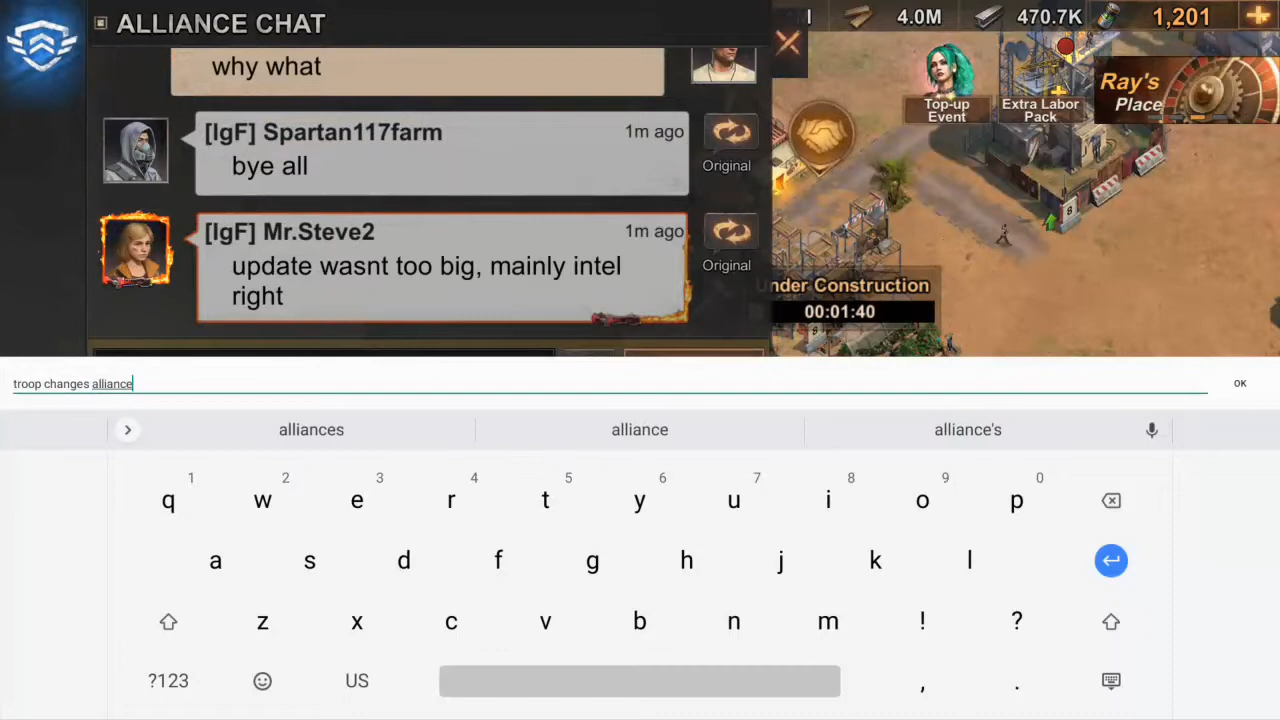 ALLIANCE CHAT
4.0M
470.7K
1,201
why what
[IgF] Spartan117farm
1m ago
bye all
Original
[IgF] Mr.Steve2
1m ago
update wasnt too big, mainly intel
right
Original
Top-up
Event
Extra Labor
Pack
Ray's
Place
8
Under Construction
00:01:40
8
troop changes alliance
OK
alliances
alliance
alliance's
1 2 3 4 5 6 7 8 9 0
q w e r t y u i o p
a s d f g h j k l
z x c v b n m ! ?
?123
US
, .